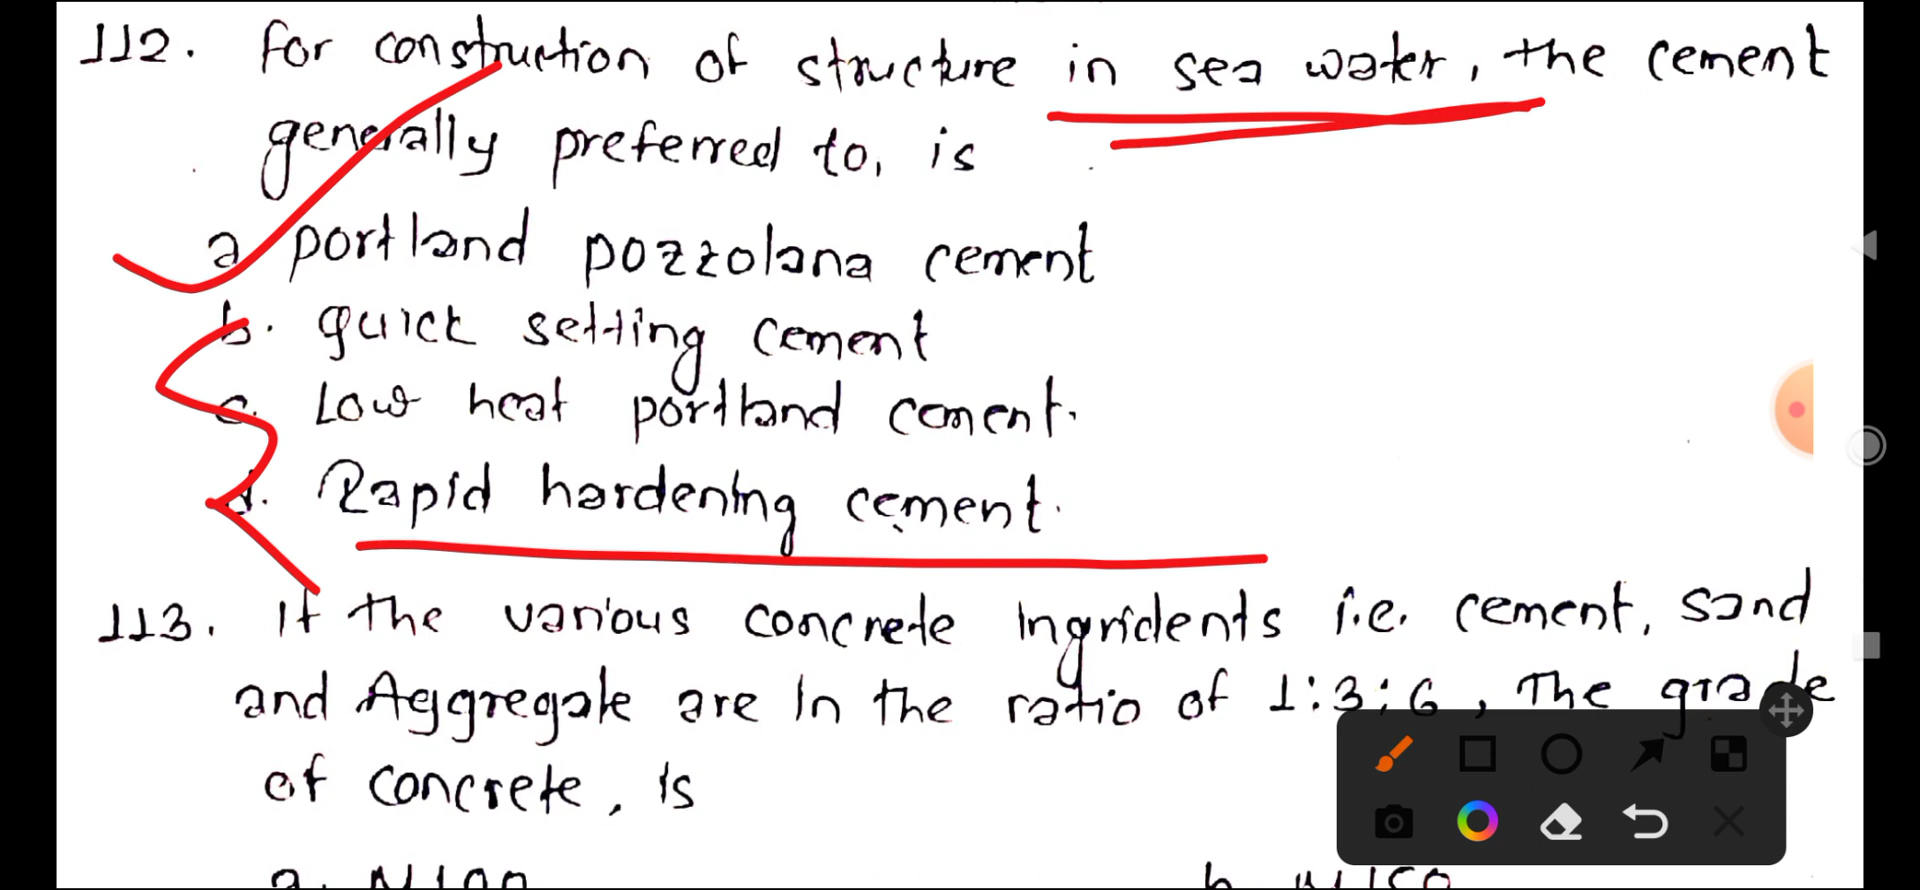 112. For construction of structure in sea water, the cement
generally preferred to, is
a portland pozzolana cement
b. quick setting cement
c. Low heat portland cement.
d. Rapid hardening cement.
113. If the various concrete Ingridents i.e. cement, sand
and Aggregate are In the ratio of 1:3:6, The grade
of concrete, is
a. M100 b. M150